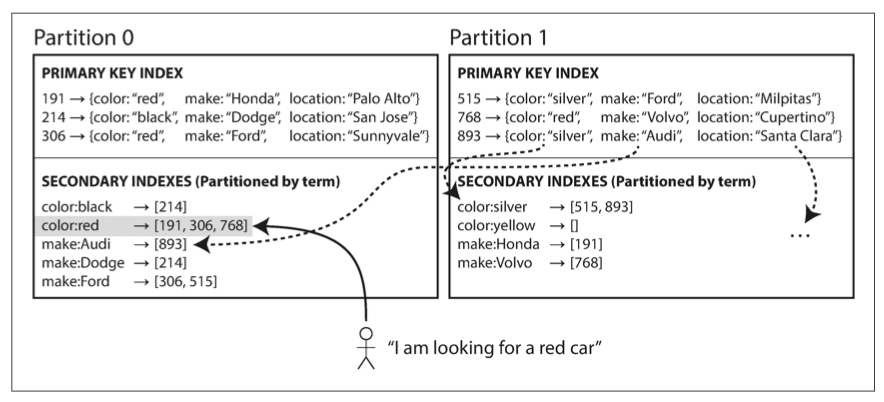 Partition 0
PRIMARY KEY INDEX
191 → {color: “red”, make: “Honda”, location: “Palo Alto”}
214 → {color: “black”, make: “Dodge”, location: “San Jose”}
306 → {color: “red”, make: “Ford”, location: “Sunnyvale”}
SECONDARY INDEXES (Partitioned by term)
color:black → [214]
color:red → [191, 306, 768]
make:Audi → [893]
make:Dodge → [214]
make:Ford → [306, 515]
Partition 1
PRIMARY KEY INDEX
515 → {color: “silver”, make: “Ford”, location: “Milpitas”}
768 → {color: “red”, make: “Volvo”, location: “Cupertino”}
893 → {color: “silver”, make: “Audi”, location: “Santa Clara”}
SECONDARY INDEXES (Partitioned by term)
color:silver → [515, 893]
color:yellow → []
make:Honda → [191]
make:Volvo → [768]
...
“I am looking for a red car”